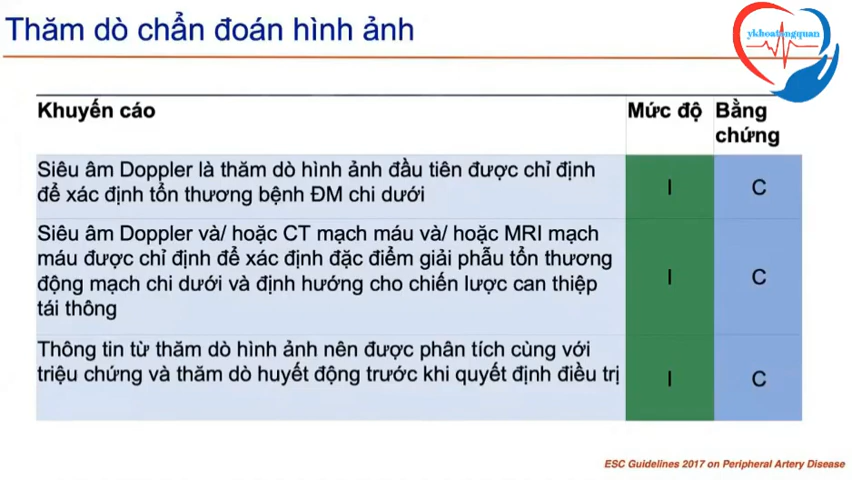 Thăm dò chẩn đoán hình ảnh
ykhoatongquan
Khuyến cáo
Mức độ
Bằng
chứng
Siêu âm Doppler là thăm dò hình ảnh đầu tiên được chỉ định
để xác định tổn thương bệnh ĐM chi dưới
I
C
Siêu âm Doppler và/ hoặc CT mạch máu và/ hoặc MRI mạch
máu được chỉ định để xác định đặc điểm giải phẫu tổn thương
động mạch chi dưới và định hướng cho chiến lược can thiệp
tái thông
I
C
Thông tin từ thăm dò hình ảnh nên được phân tích cùng với
triệu chứng và thăm dò huyết động trước khi quyết định điều trị
I
C
ESC Guidelines 2017 on Peripheral Artery Disease